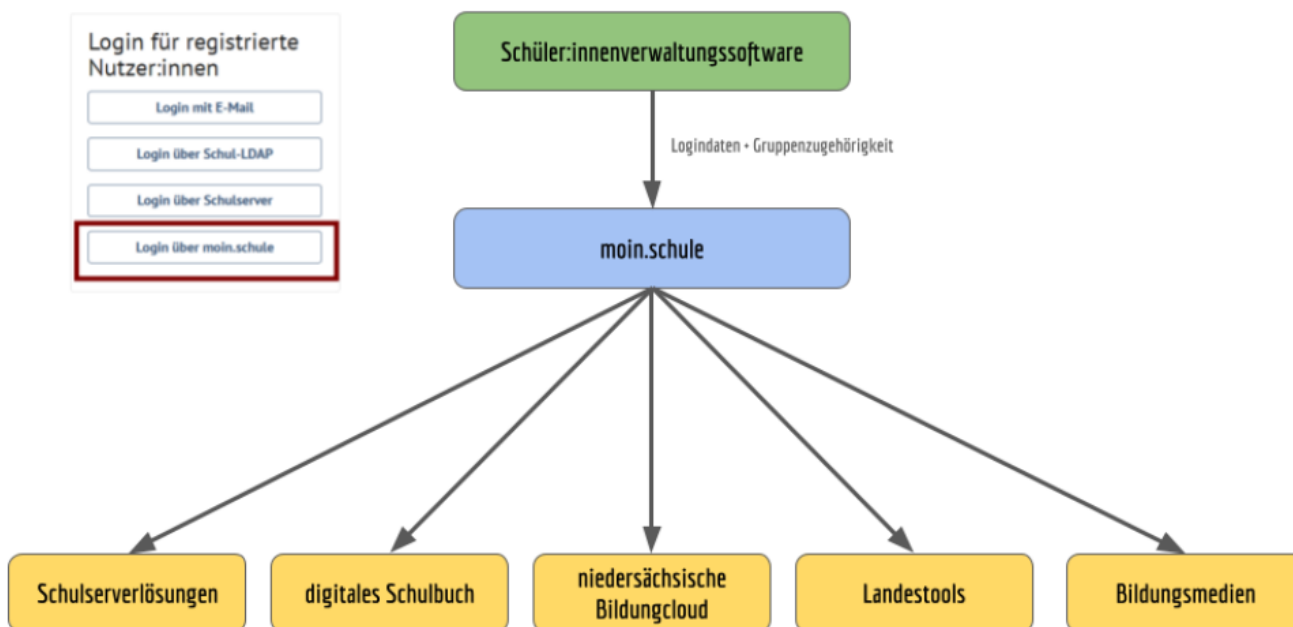 Login für registrierte
Nutzer:innen
Login mit E-Mail
Login über Schul-LDAP
Login über Schulserver
Login über moin.schule
Schüler:innenverwaltungssoftware
Logindaten + Gruppenzugehörigkeit
moin.schule
Schulserverlösungen
digitales Schulbuch
niedersächsische
Bildungcloud
Landestools
Bildungsmedien